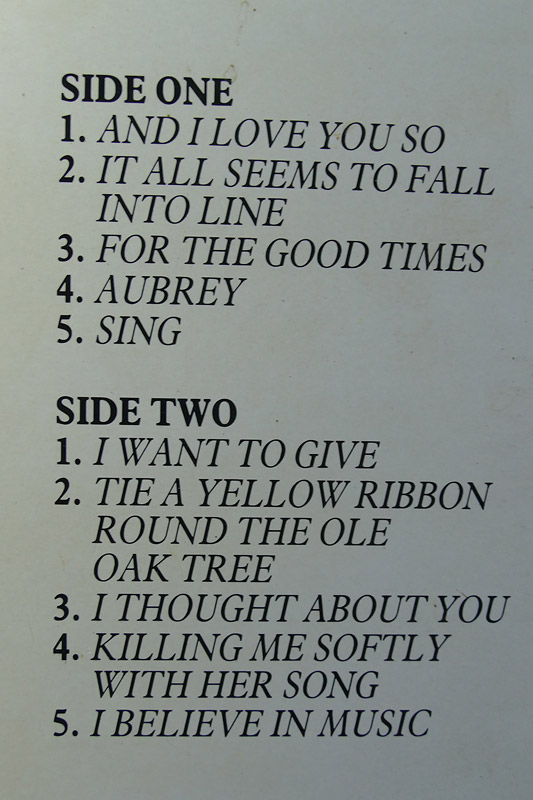 SIDE ONE
1. AND I LOVE YOU SO
2. IT ALL SEEMS TO FALL
INTO LINE
3. FOR THE GOOD TIMES
4. AUBREY
5. SING
SIDE TWO
1. I WANT TO GIVE
2. TIE A YELLOW RIBBON
ROUND THE OLE
OAK TREE
3. I THOUGHT ABOUT YOU
4. KILLING ME SOFTLY
WITH HER SONG
5. I BELIEVE IN MUSIC